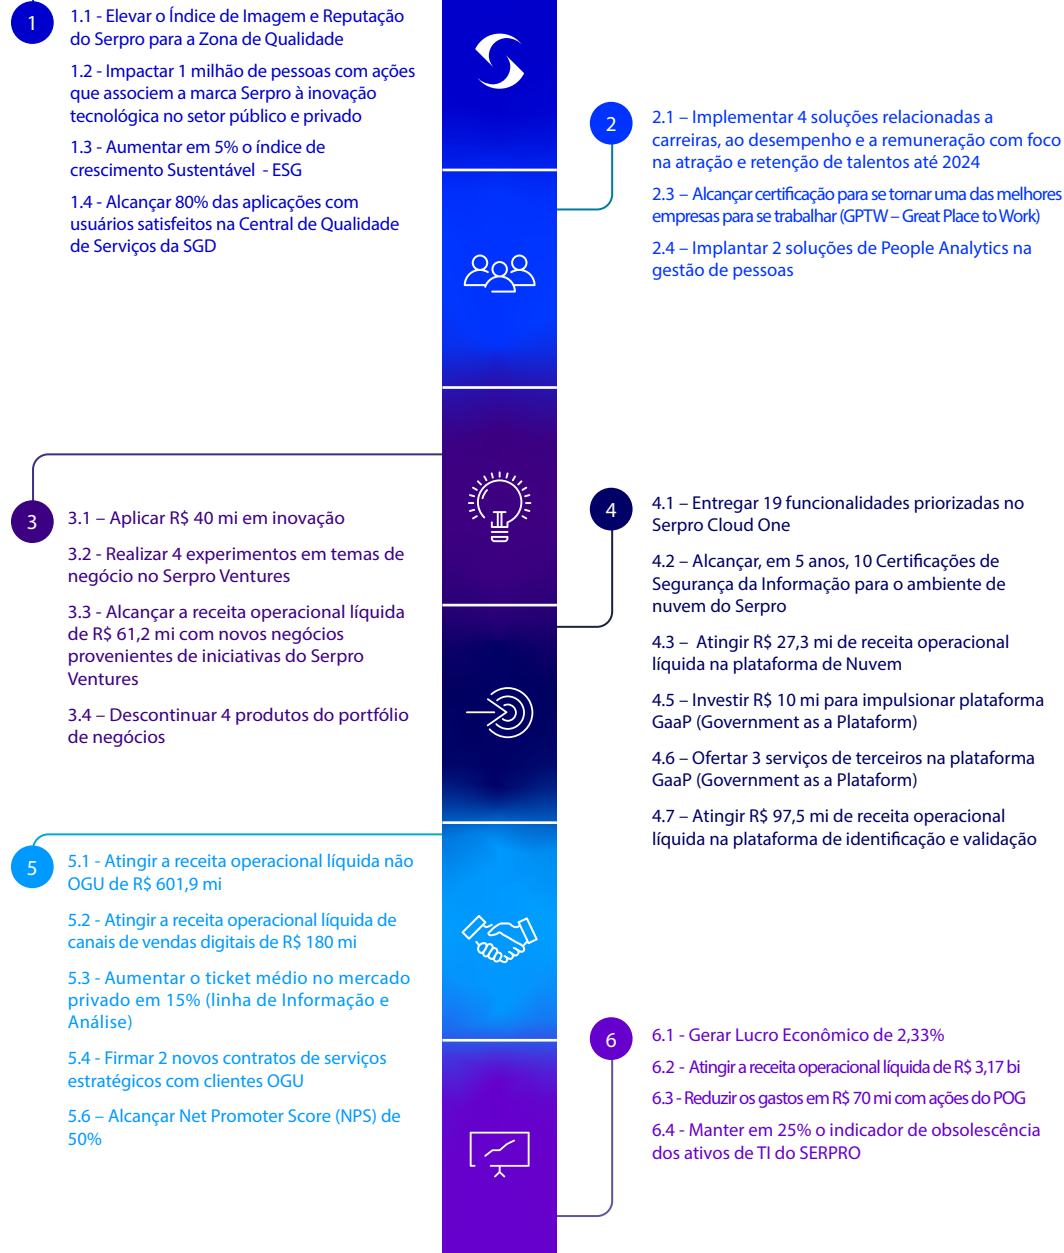 1
1.1 - Elevar o Índice de Imagem e Reputação
do Serpro para a Zona de Qualidade
1.2 - Impactar 1 milhão de pessoas com ações
que associem a marca Serpro à inovação
tecnológica no setor público e privado
1.3 - Aumentar em 5% o índice de
crescimento Sustentável - ESG
1.4 - Alcançar 80% das aplicações com
usuários satisfeitos na Central de Qualidade
de Serviços da SGD
2
2.1 – Implementar 4 soluções relacionadas a
carreiras, ao desempenho e a remuneração com foco
na atração e retenção de talentos até 2024
2.3 – Alcançar certificação para se tornar uma das melhores
empresas para se trabalhar (GPTW – Great Place to Work)
2.4 – Implantar 2 soluções de People Analytics na
gestão de pessoas
3
3.1 – Aplicar R$ 40 mi em inovação
3.2 - Realizar 4 experimentos em temas de
negócio no Serpro Ventures
3.3 - Alcançar a receita operacional líquida
de R$ 61,2 mi com novos negócios
provenientes de iniciativas do Serpro
Ventures
3.4 – Descontinuar 4 produtos do portfólio
de negócios
4
4.1 – Entregar 19 funcionalidades priorizadas no
Serpro Cloud One
4.2 – Alcançar, em 5 anos, 10 Certificações de
Segurança da Informação para o ambiente de
nuvem do Serpro
4.3 – Atingir R$ 27,3 mi de receita operacional
líquida na plataforma de Nuvem
4.5 – Investir R$ 10 mi para impulsionar plataforma
GaaP (Government as a Plataform)
4.6 – Ofertar 3 serviços de terceiros na plataforma
GaaP (Government as a Plataform)
4.7 – Atingir R$ 97,5 mi de receita operacional
líquida na plataforma de identificação e validação
5
5.1 - Atingir a receita operacional líquida não
OGU de R$ 601,9 mi
5.2 - Atingir a receita operacional líquida de
canais de vendas digitais de R$ 180 mi
5.3 - Aumentar o ticket médio no mercado
privado em 15% (linha de Informação e
Análise)
5.4 - Firmar 2 novos contratos de serviços
estratégicos com clientes OGU
5.6 – Alcançar Net Promoter Score (NPS) de
50%
6
6.1 - Gerar Lucro Econômico de 2,33%
6.2 - Atingir a receita operacional líquida de R$ 3,17 bi
6.3 - Reduzir os gastos em R$ 70 mi com ações do POG
6.4 - Manter em 25% o indicador de obsolescência
dos ativos de TI do SERPRO